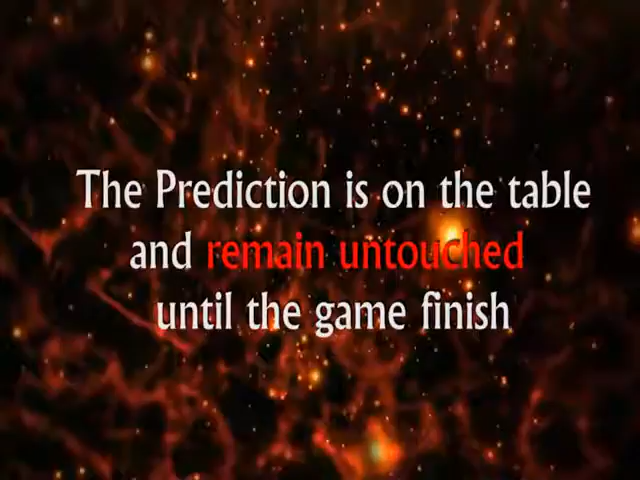 The Prediction is on the table
and remain untouched
until the game finish